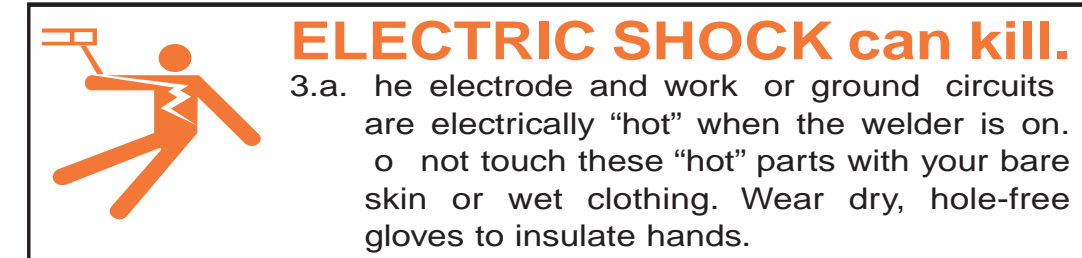 ELECTRIC SHOCK can kill.
3.a. he electrode and work or ground circuits
are electrically “hot” when the welder is on.
o not touch these “hot” parts with your bare
skin or wet clothing. Wear dry, hole-free
gloves to insulate hands.